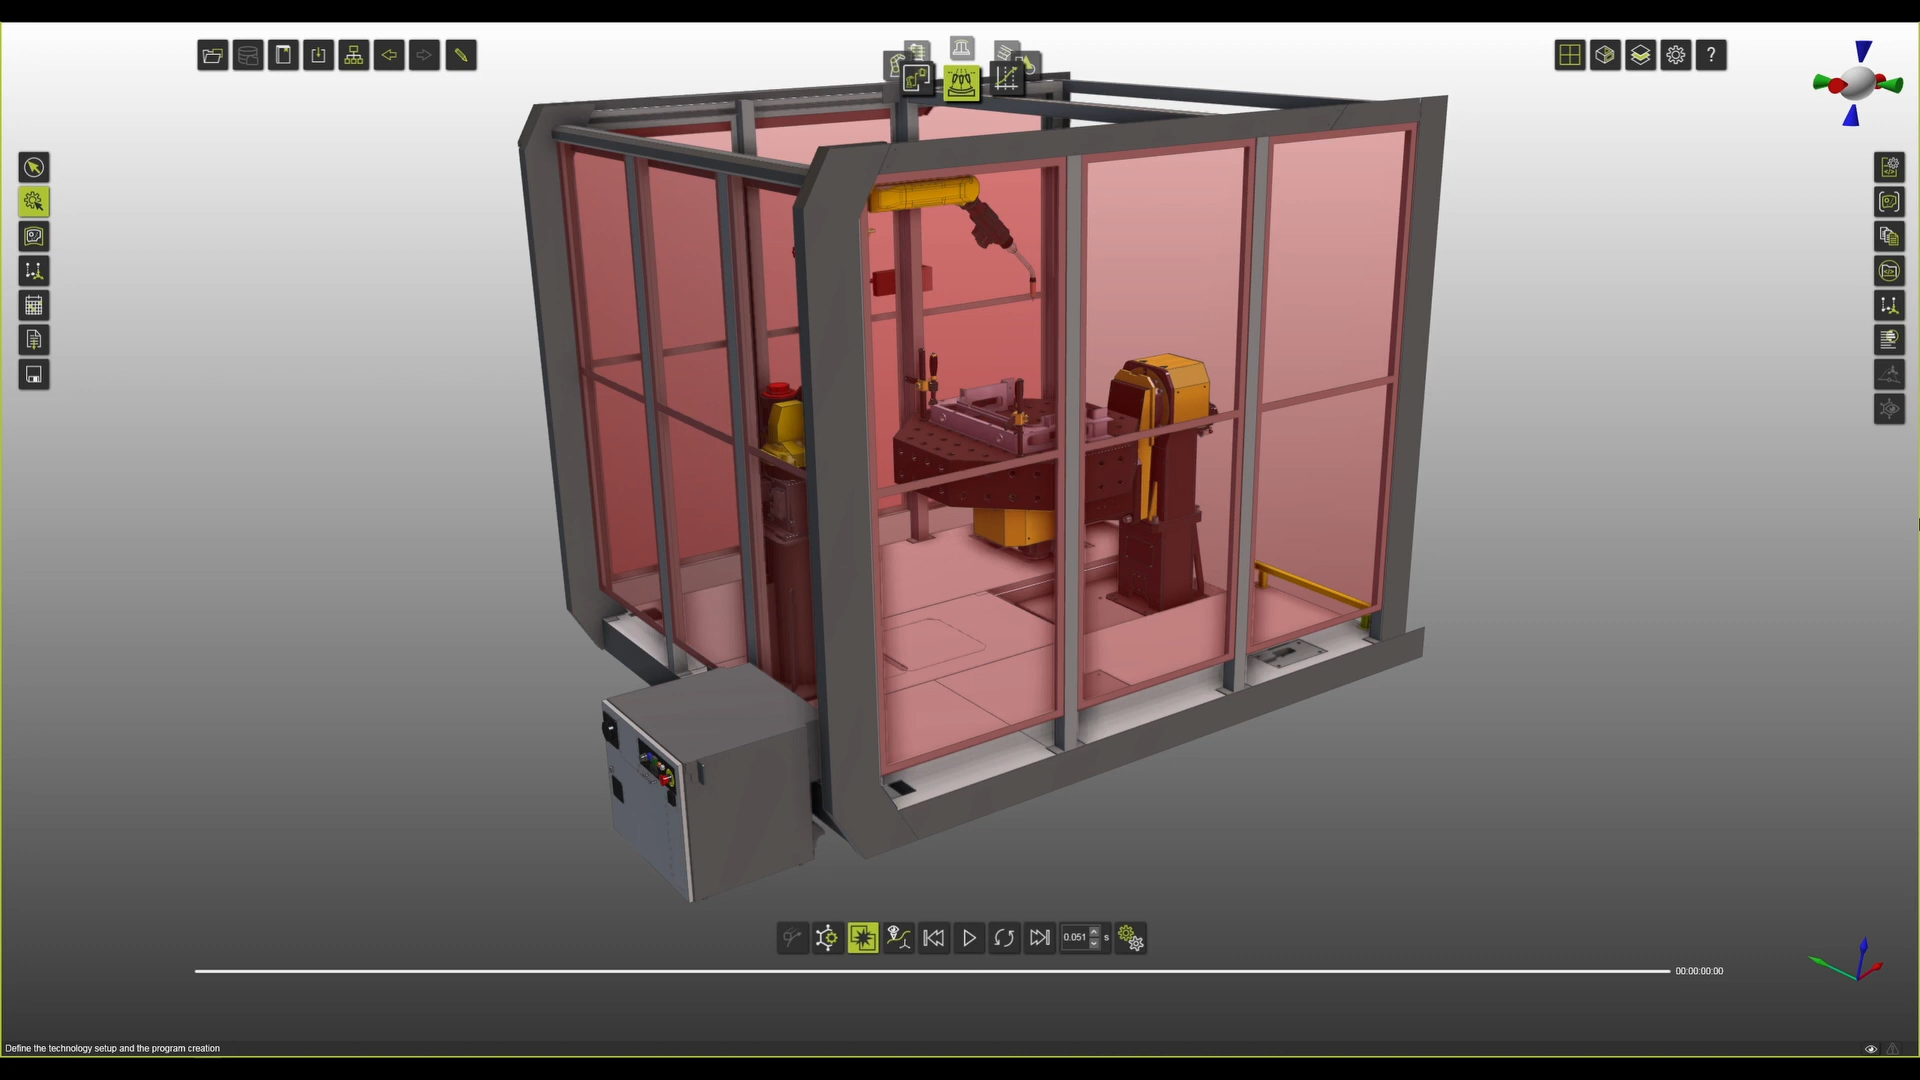 ?
0.051 s
00:00:00:00
Define the technology setup and the program creation